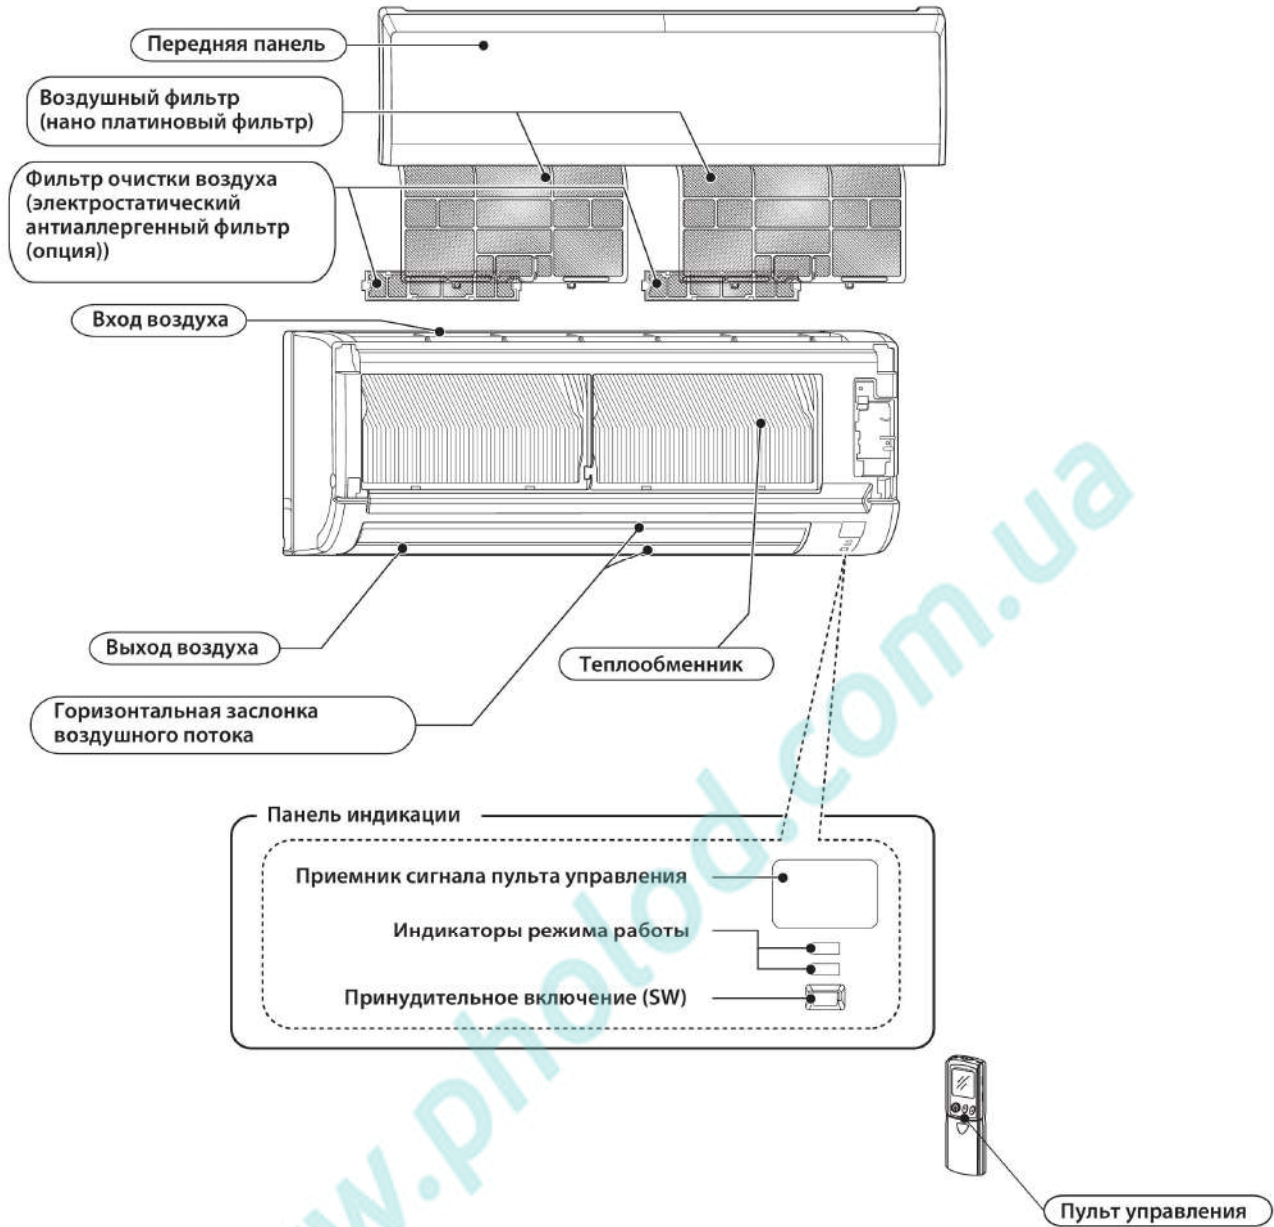 Передняя панель
Воздушный фильтр
(нано платиновый фильтр)
Фильтр очистки воздуха
(электростатический
антиаллергенный фильтр
(опция))
Вход воздуха
Выход воздуха
Теплообменник
Горизонтальная заслонка
воздушного потока
Панель индикации
Приемник сигнала пульта управления
Индикаторы режима работы
Принудительное включение (SW)
Пульт управления
w.pholod.com.ua